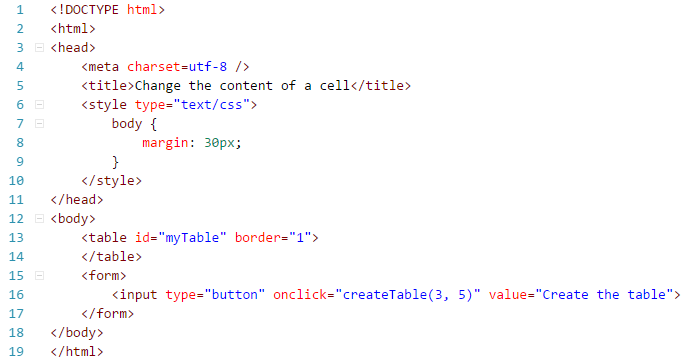 1 <!DOCTYPE html>
2 <html>
3 <head>
4 <meta charset=utf-8 />
5 <title>Change the content of a cell</title>
6 <style type="text/css">
7 body {
8 margin: 30px;
9 }
10 </style>
11 </head>
12 <body>
13 <table id="myTable" border="1">
14 </table>
15 <form>
16 <input type="button" onclick="createTable(3, 5)" value="Create the table">
17 </form>
18 </body>
19 </html>